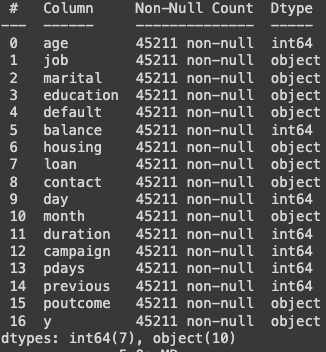 #   Column     Non-Null Count  Dtype
---  ------     --------------  -----
0   age        45211 non-null  int64
1   job        45211 non-null  object
2   marital    45211 non-null  object
3   education  45211 non-null  object
4   default    45211 non-null  object
5   balance    45211 non-null  int64
6   housing    45211 non-null  object
7   loan       45211 non-null  object
8   contact    45211 non-null  object
9   day        45211 non-null  int64
10  month      45211 non-null  object
11  duration   45211 non-null  int64
12  campaign   45211 non-null  int64
13  pdays      45211 non-null  int64
14  previous   45211 non-null  int64
15  poutcome   45211 non-null  object
16  y          45211 non-null  object
dtypes: int64(7), object(10)